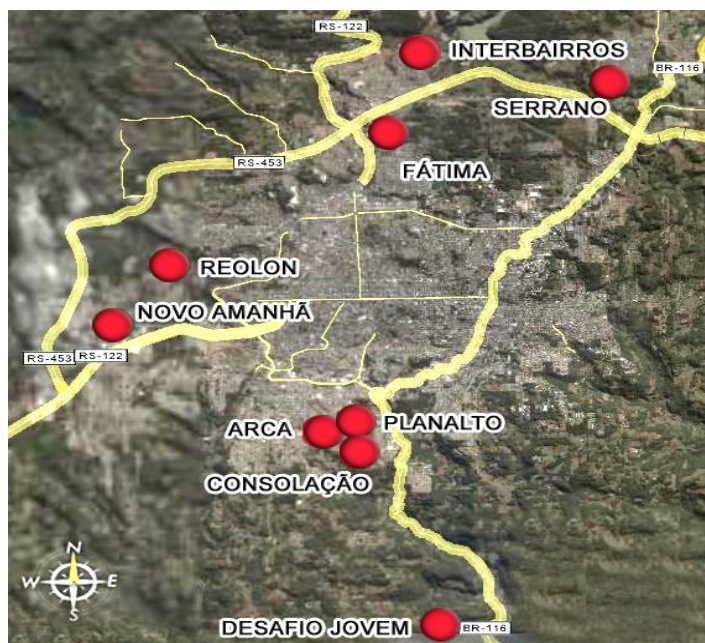 RS-122
INTERBAIRROS
BR-116
SERRANO
FÁTIMA
RS-453
REOLON
NOVO AMANHÃ
RS-453
RS-122
PLANALTO
ARCA
CONSOLAÇÃO
N
W
E
S
DESAFIO JOVEM
BR-116